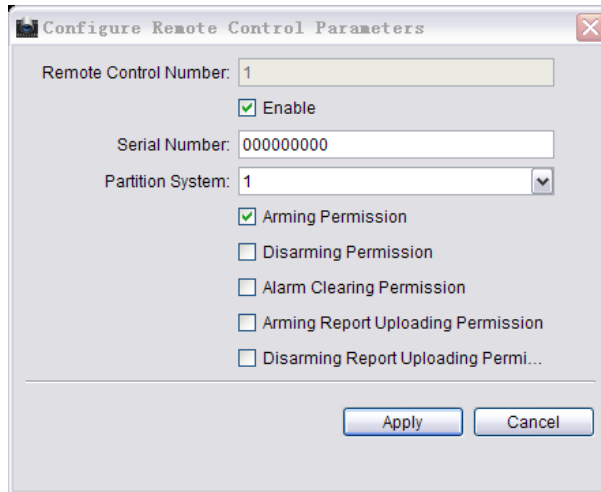 Configure Remote Control Parameters
Remote Control Number: 1
Enable
Serial Number: 000000000
Partition System: 1
Arming Permission
Disarming Permission
Alarm Clearing Permission
Arming Report Uploading Permission
Disarming Report Uploading Permi...
Apply Cancel